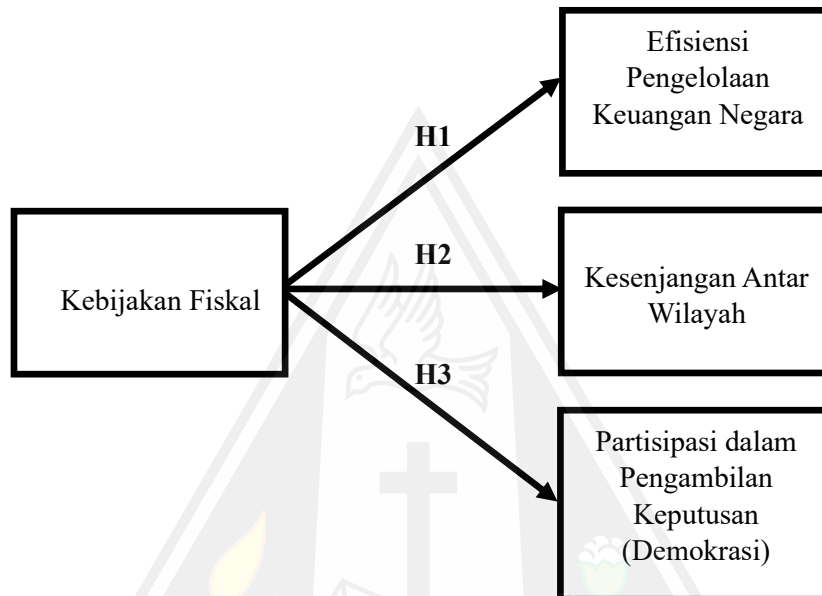 Efisiensi
Pengelolaan
Keuangan Negara
H1
Kebijakan Fiskal
H2
Kesenjangan Antar
Wilayah
H3
Partisipasi dalam
Pengambilan
Keputusan
(Demokrasi)